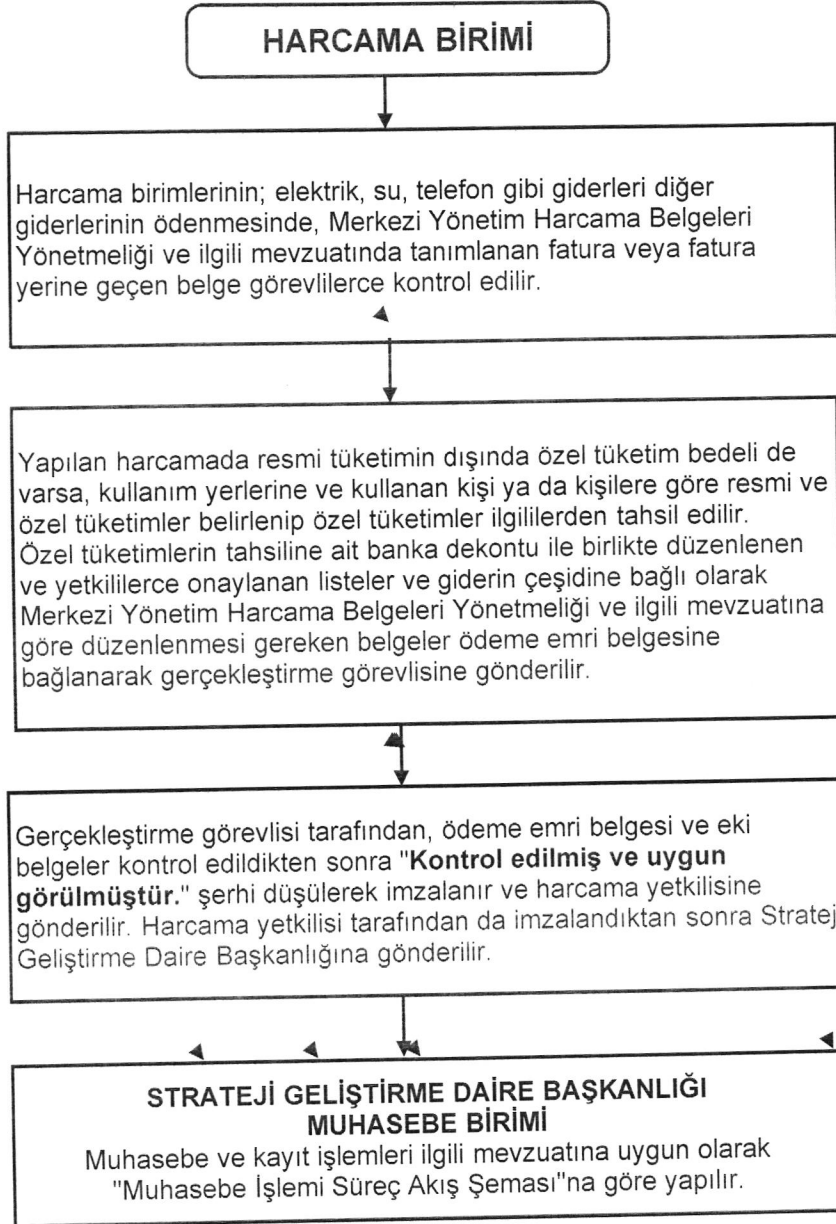 HARCAMA BİRİMİ
Harcama birimlerinin; elektrik, su, telefon gibi giderleri diğer
giderlerinin ödenmesinde, Merkezi Yönetim Harcama Belgeleri
Yönetmeliği ve ilgili mevzuatında tanımlanan fatura veya fatura
yerine geçen belge görevlilerce kontrol edilir.
Yapılan harcamada resmi tüketimin dışında özel tüketim bedeli de
varsa, kullanım yerlerine ve kullanan kişi ya da kişilere göre resmi ve
özel tüketimler belirlenip özel tüketimler ilgililerden tahsil edilir.
Özel tüketimlerin tahsiline ait banka dekontu ile birlikte düzenlenen
ve yetkililerce onaylanan listeler ve giderin çeşidine bağlı olarak
Merkezi Yönetim Harcama Belgeleri Yönetmeliği ve ilgili mevzuatına
göre düzenlenmesi gereken belgeler ödeme emri belgesine
bağlanarak gerçekleştirme görevlisine gönderilir.
Gerçekleştirme görevlisi tarafından, ödeme emri belgesi ve eki
belgeler kontrol edildikten sonra "Kontrol edilmiş ve uygun
görülmüştür." şerhi düşülerek imzalanır ve harcama yetkilisine
gönderilir. Harcama yetkilisi tarafından da imzalandıktan sonra Stratej
Geliştirme Daire Başkanlığına gönderilir.
STRATEJİ GELİŞTİRME DAİRE BAŞKANLIĞI
MUHASEBE BİRİMİ
Muhasebe ve kayıt işlemleri ilgili mevzuatına uygun olarak
"Muhasebe İşlemi Süreç Akış Şeması"na göre yapılır.